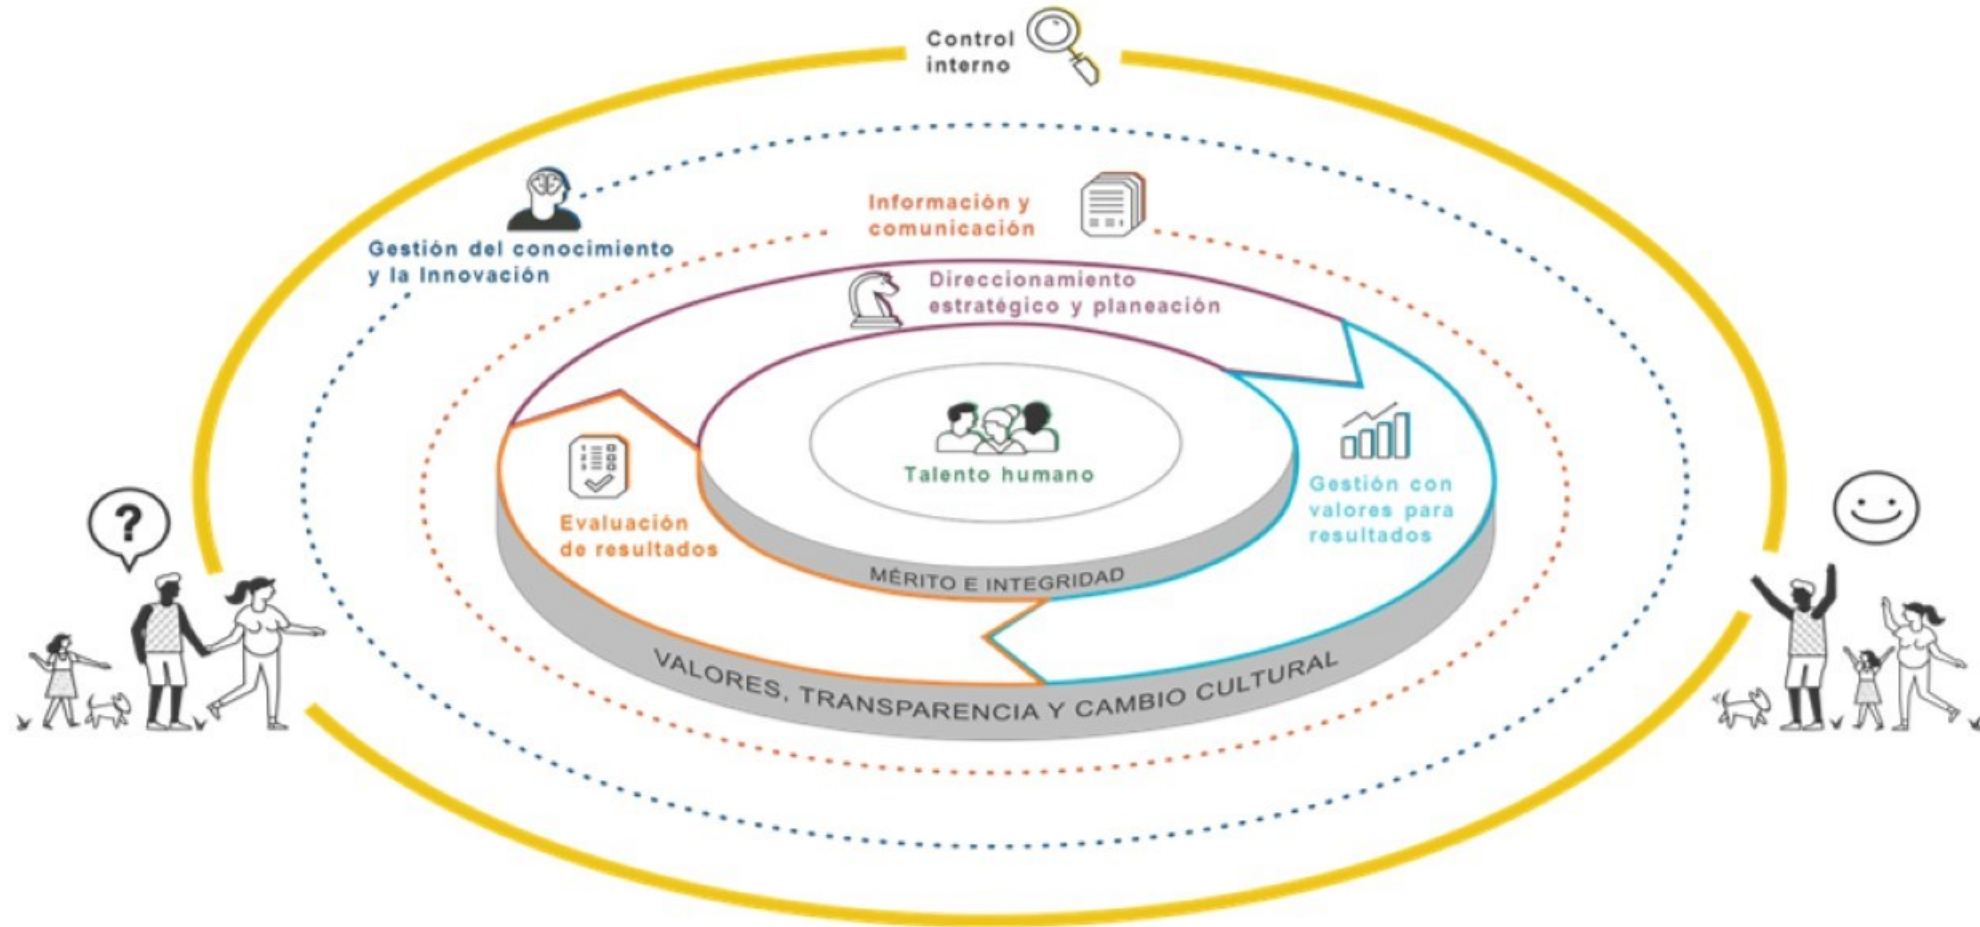 Control
interno
Información y
comunicación
Gestión del conocimiento
y la Innovación
Direccionamiento
estratégico y planeación
Talento humano
Gestión con
valores para
resultados
Evaluación
de resultados
?
MÉRITO E INTEGRIDAD
VALORES, TRANSPARENCIA Y CAMBIO CULTURAL